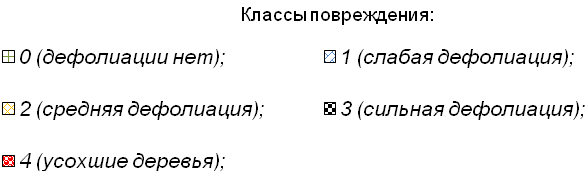 Классы повреждения:
0 (дефолиации нет); 1 (слабая дефолиация);
2 (средняя дефолиация); 3 (сильная дефолиация);
4 (усохшие деревья);